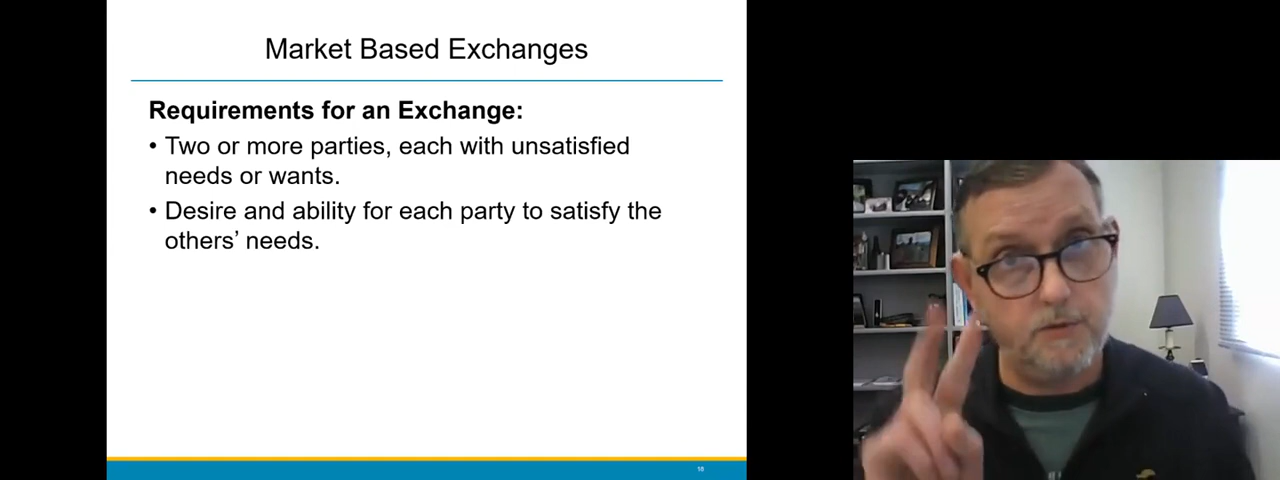 Market Based Exchanges
Requirements for an Exchange:
• Two or more parties, each with unsatisfied
needs or wants.
• Desire and ability for each party to satisfy the
others’ needs.
18